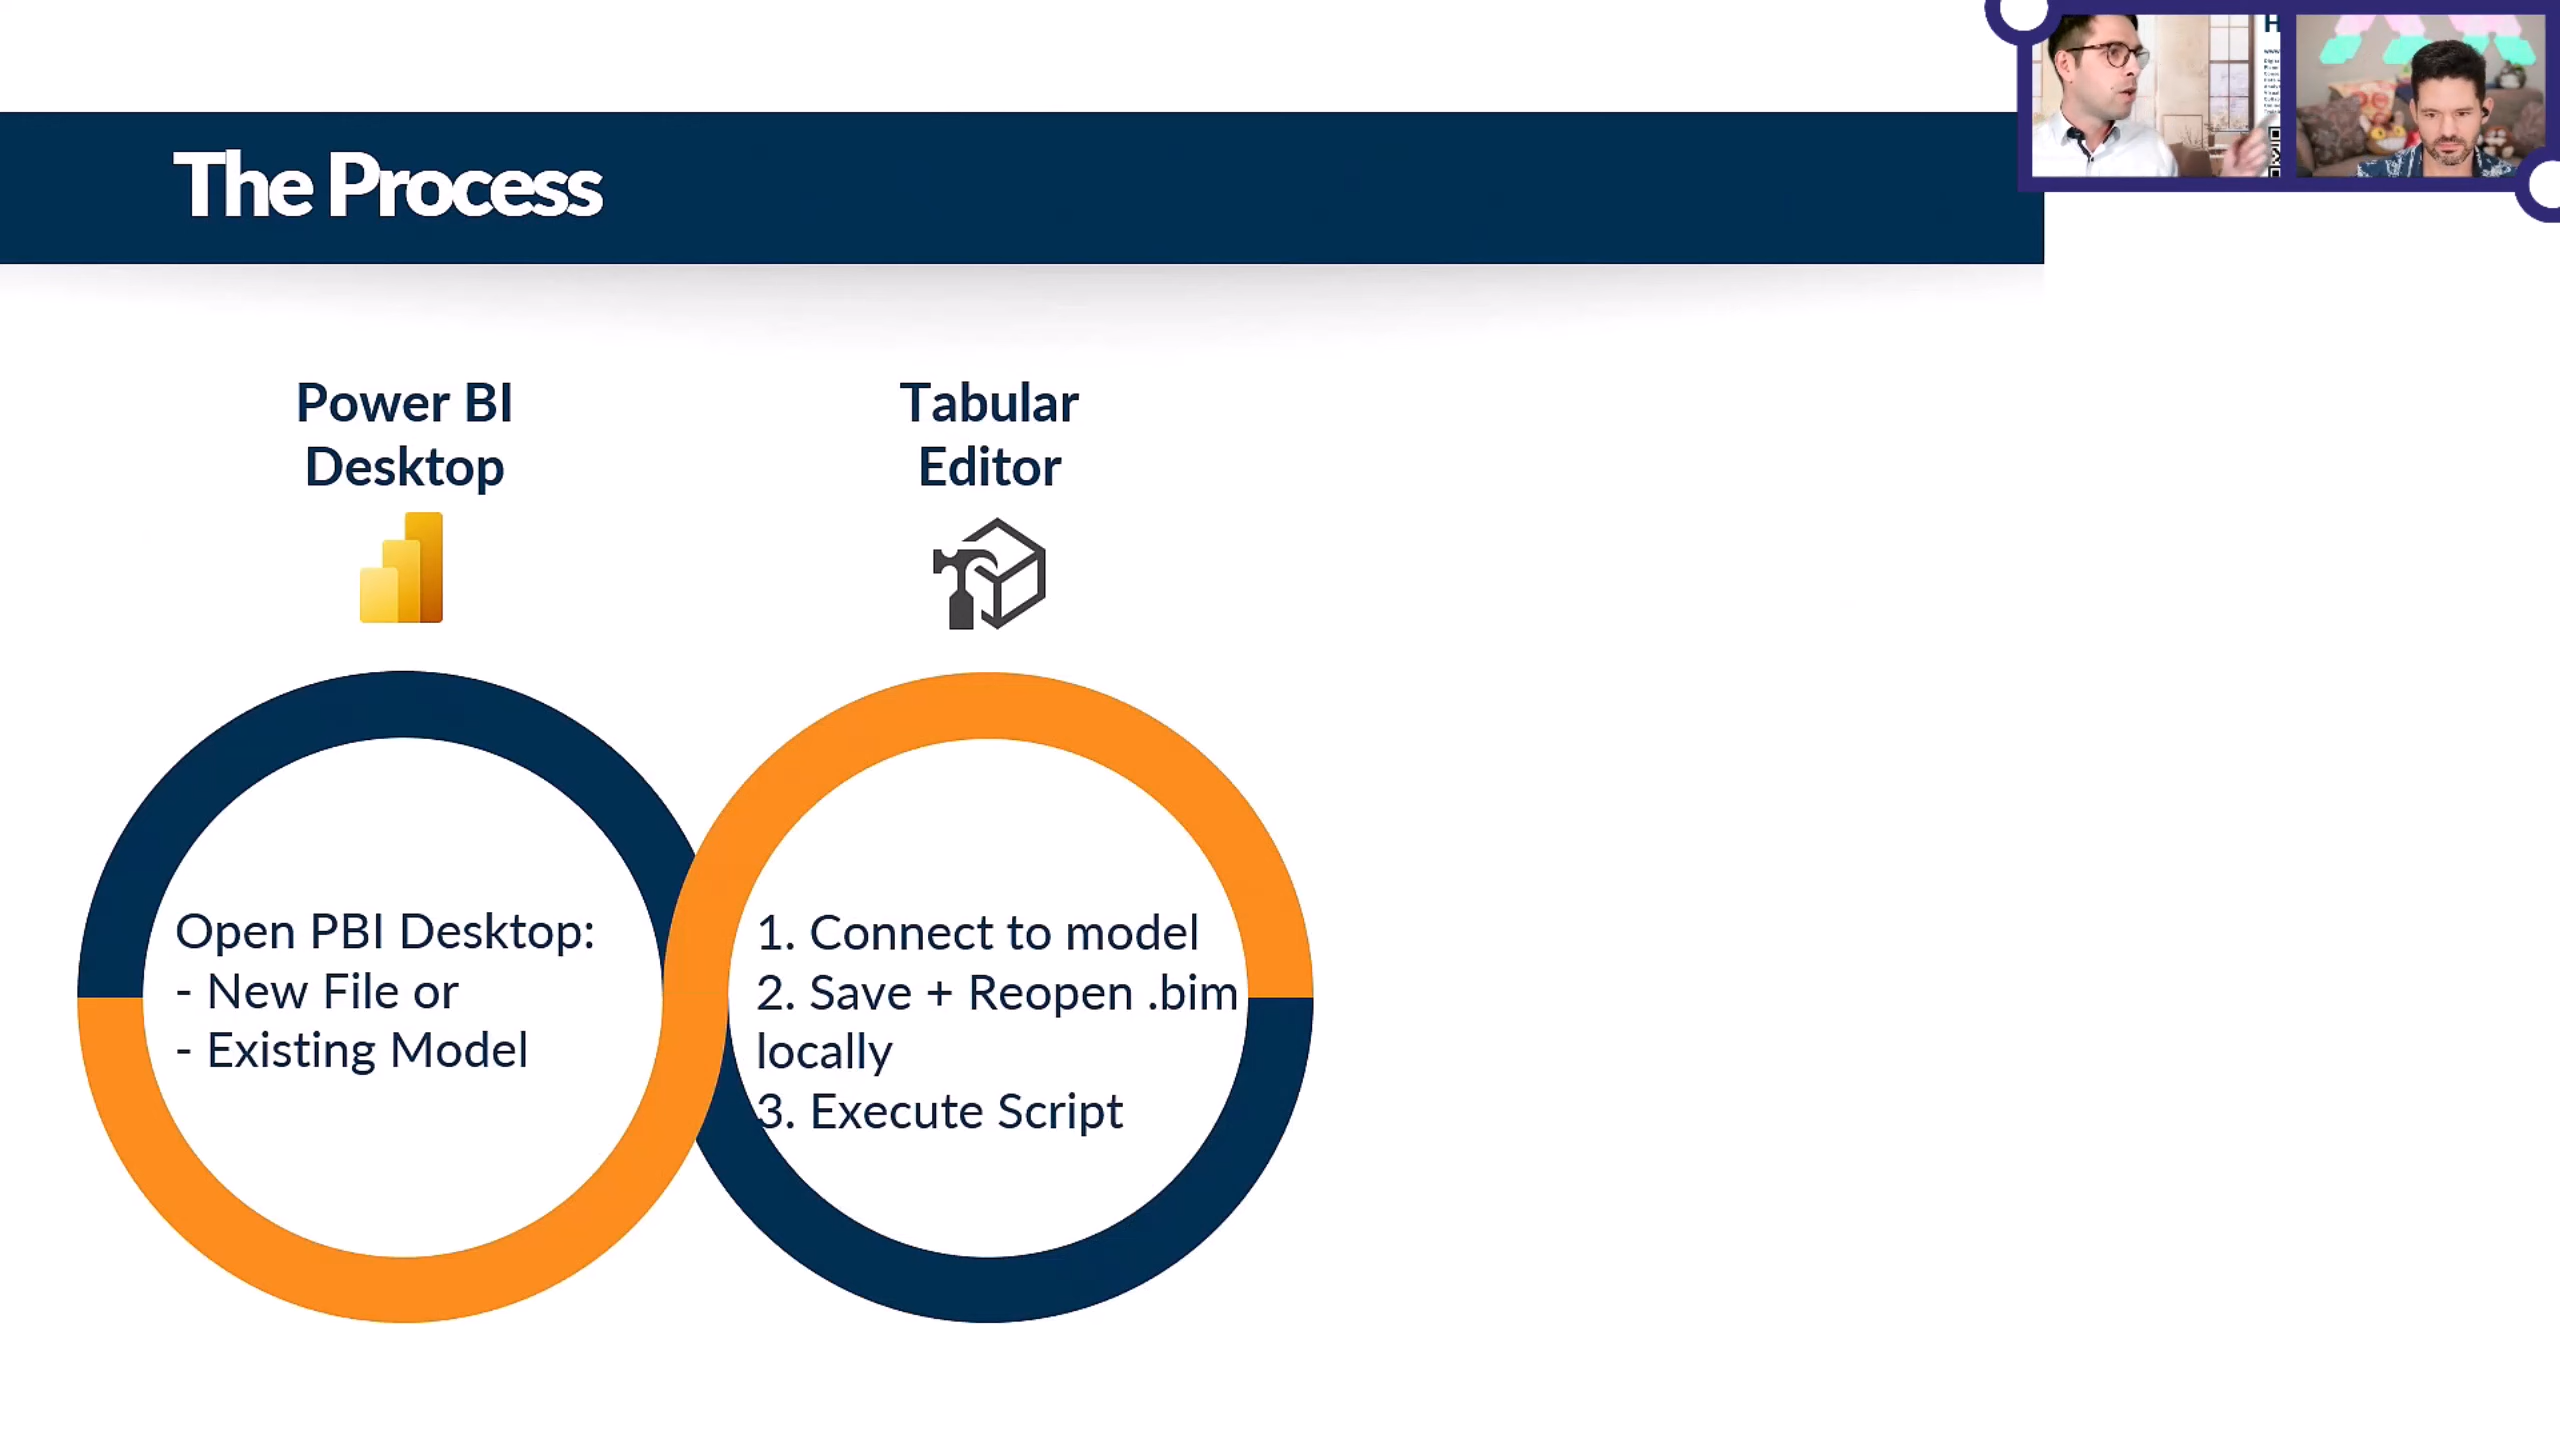 The Process
Power BI
Desktop
Tabular
Editor
Open PBI Desktop:
- New File or
- Existing Model
1. Connect to model
2. Save + Reopen .bim
locally
3. Execute Script